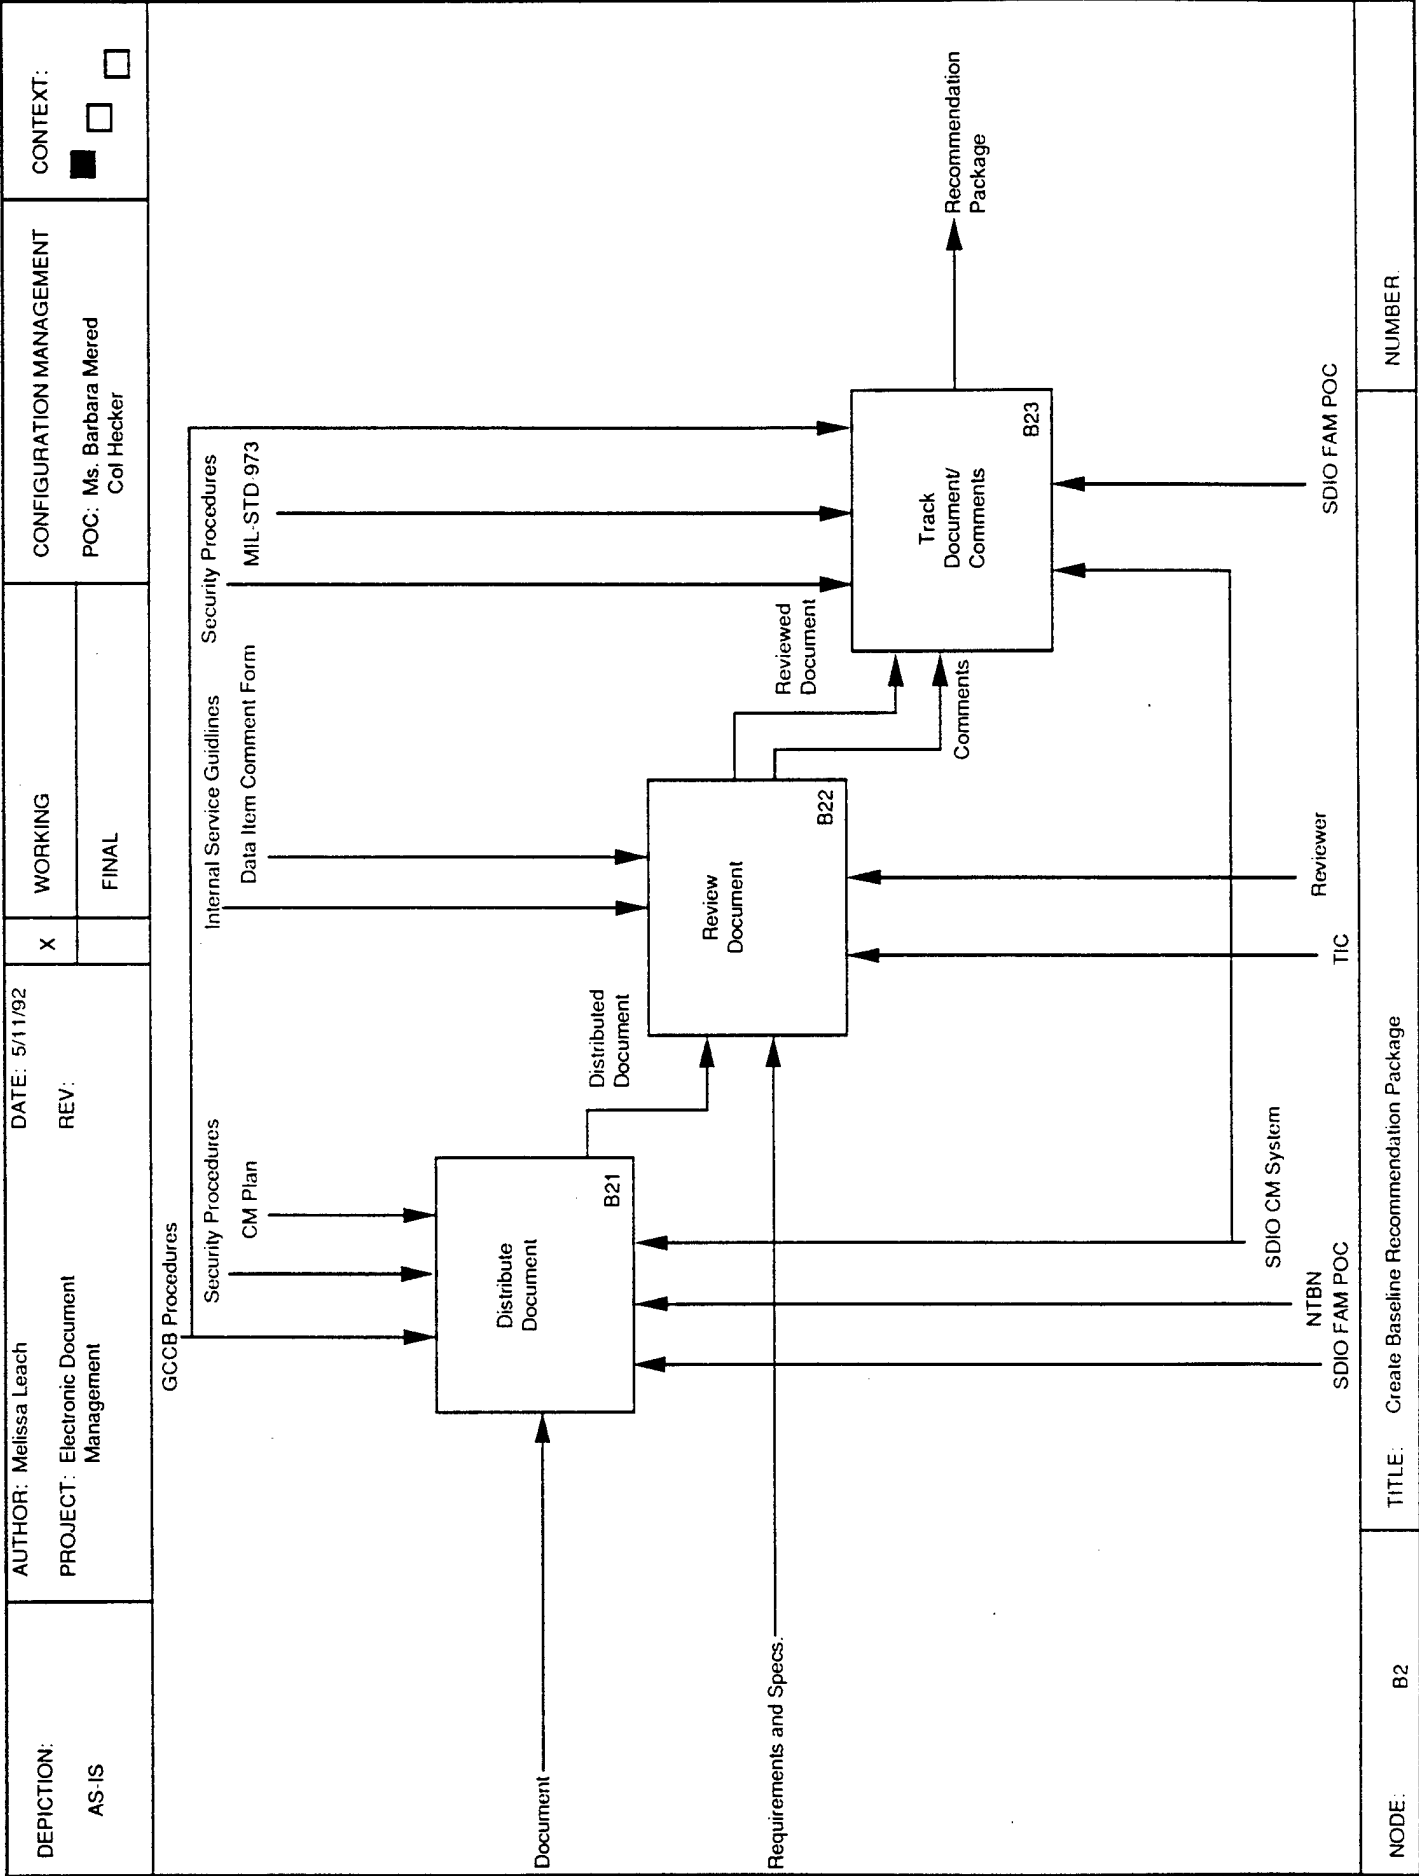 DEPICTION:
AS-IS
AUTHOR: Melissa Leach
PROJECT: Electronic Document
Management
DATE: 5/11/92
REV:
X
WORKING
FINAL
CONFIGURATION MANAGEMENT
POC: Ms. Barbara Mered
Col Hecker
CONTEXT:
GCCB Procedures
Security Procedures
CM Plan
Internal Service Guidlines
Data Item Comment Form
Security Procedures
MIL-STD-973
Document
Distribute
Document
B21
Distributed
Document
Requirements and Specs.
Review
Document
B22
Reviewed
Document
Comments
Track
Document/
Comments
B23
Recommendation
Package
SDIO CM System
NTBN
SDIO FAM POC
TIC
Reviewer
SDIO FAM POC
NODE:
B2
TITLE: Create Baseline Recommendation Package
NUMBER.